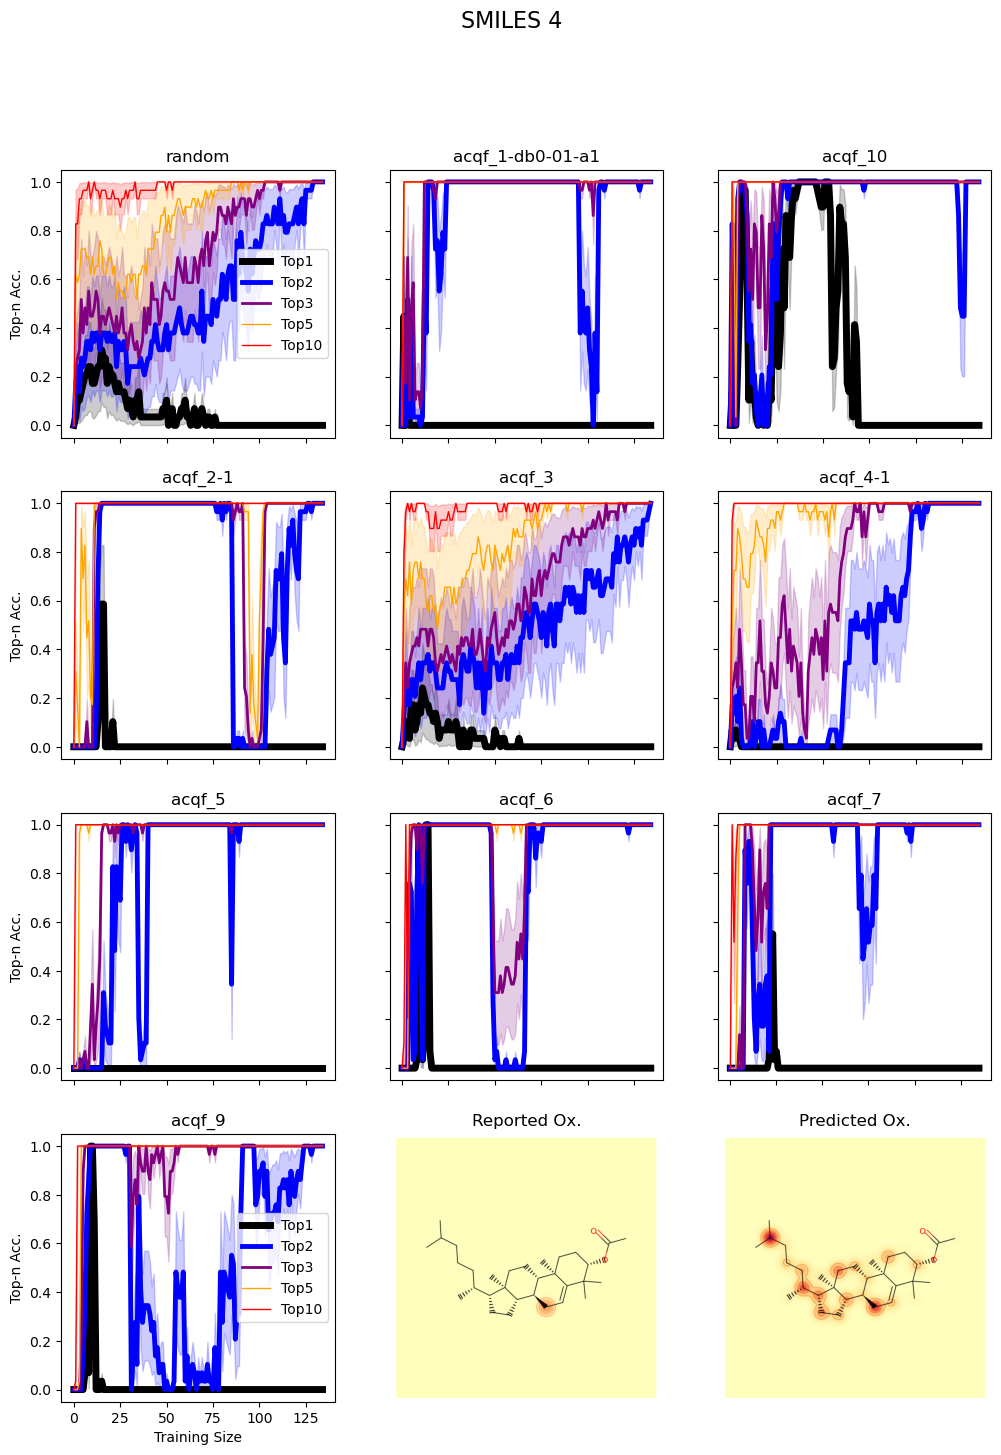 SMILES 4
random
acqf_1-db0-01-a1
acqf_10
Top-n Acc.
1.0
0.8
0.6
0.4
0.2
0.0
Top1
Top2
Top3
Top5
Top10
acqf_2-1
acqf_3
acqf_4-1
Top-n Acc.
1.0
0.8
0.6
0.4
0.2
0.0
acqf_5
acqf_6
acqf_7
Top-n Acc.
1.0
0.8
0.6
0.4
0.2
0.0
acqf_9
Reported Ox.
Predicted Ox.
Top-n Acc.
1.0
0.8
0.6
0.4
0.2
0.0
Top1
Top2
Top3
Top5
Top10
0 25 50 75 100 125
Training Size
O
O
O
O